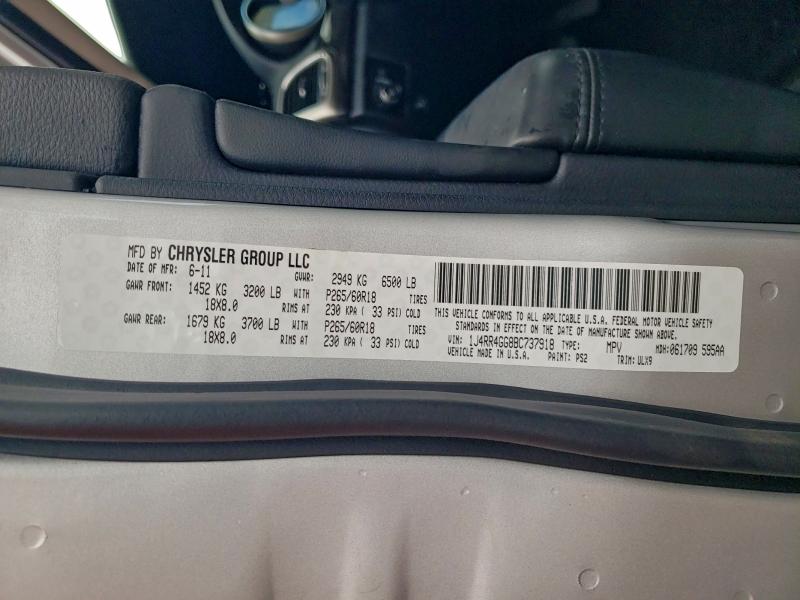 MFD BY CHRYSLER GROUP LLC
DATE OF MFR: 6-11 GVWR: 2949 KG 6500 LB
GAWR FRONT: 1452 KG 3200 LB WITH P265/60R18 TIRES
18X8.0 RIMS AT 230 KPA ( 33 PSI) COLD
GAWR REAR: 1679 KG 3700 LB WITH P265/60R18 TIRES
18X8.0 RIMS AT 230 KPA ( 33 PSI) COLD
THIS VEHICLE CONFORMS TO ALL APPLICABLE U.S.A. FEDERAL MOTOR VEHICLE SAFETY
STANDARDS IN EFFECT ON THE DATE OF MANUFACTURE SHOWN ABOVE.
VIN: 1J4RR4GG8BC737918 TYPE: MPV MDH:061709 595AA
VEHICLE MADE IN U.S.A. PAINT: PS2 TRIM: ULX9